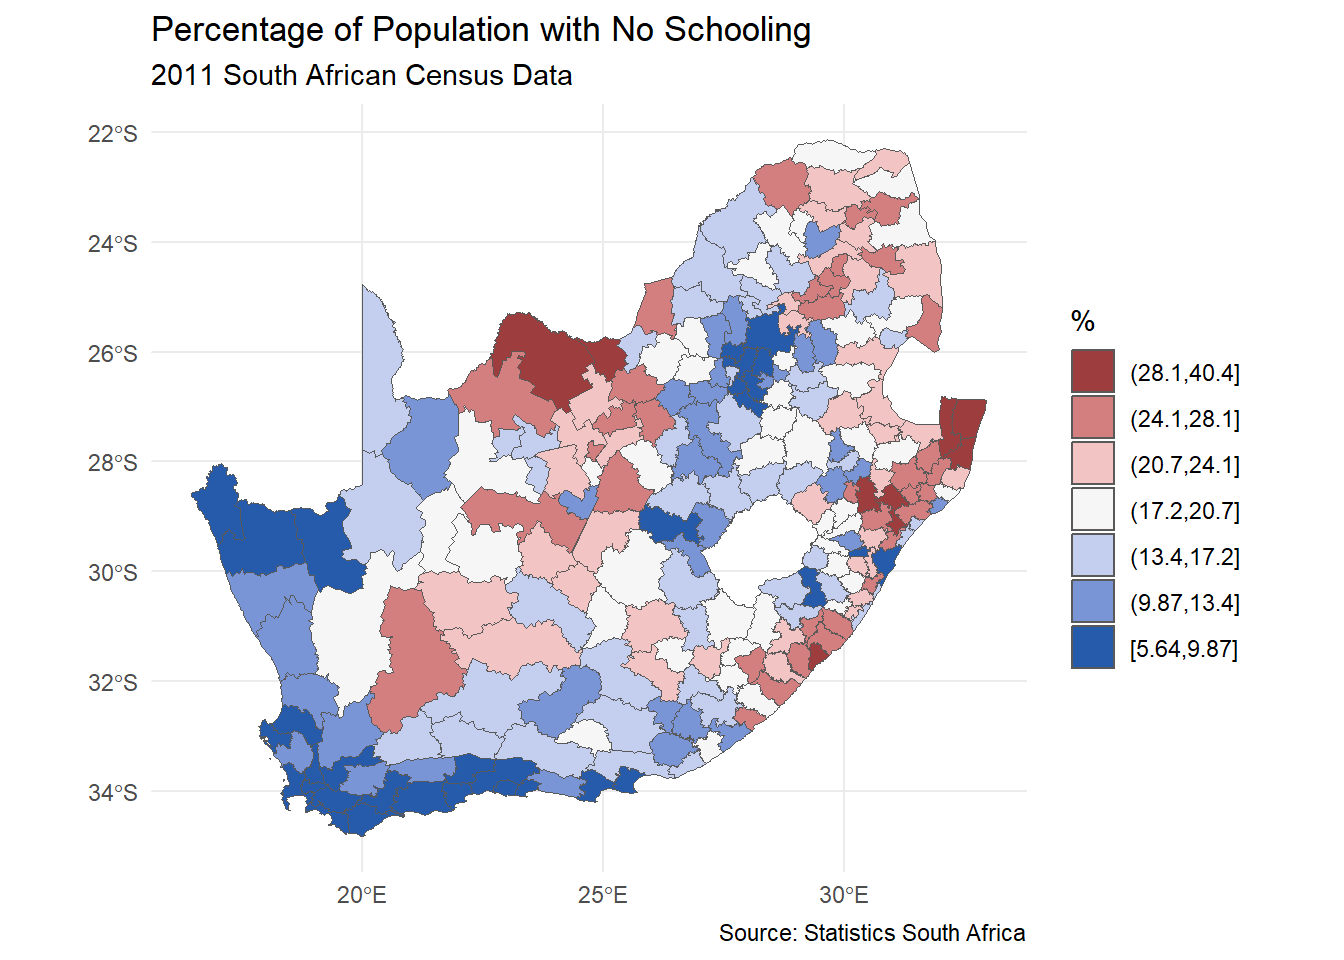 Percentage of Population with No Schooling
2011 South African Census Data
22°S
24°S
26°S
28°S
30°S
32°S
34°S
20°E
25°E
30°E
%
(28.1,40.4]
(24.1,28.1]
(20.7,24.1]
(17.2,20.7]
(13.4,17.2]
(9.87,13.4]
[5.64,9.87]
Source: Statistics South Africa